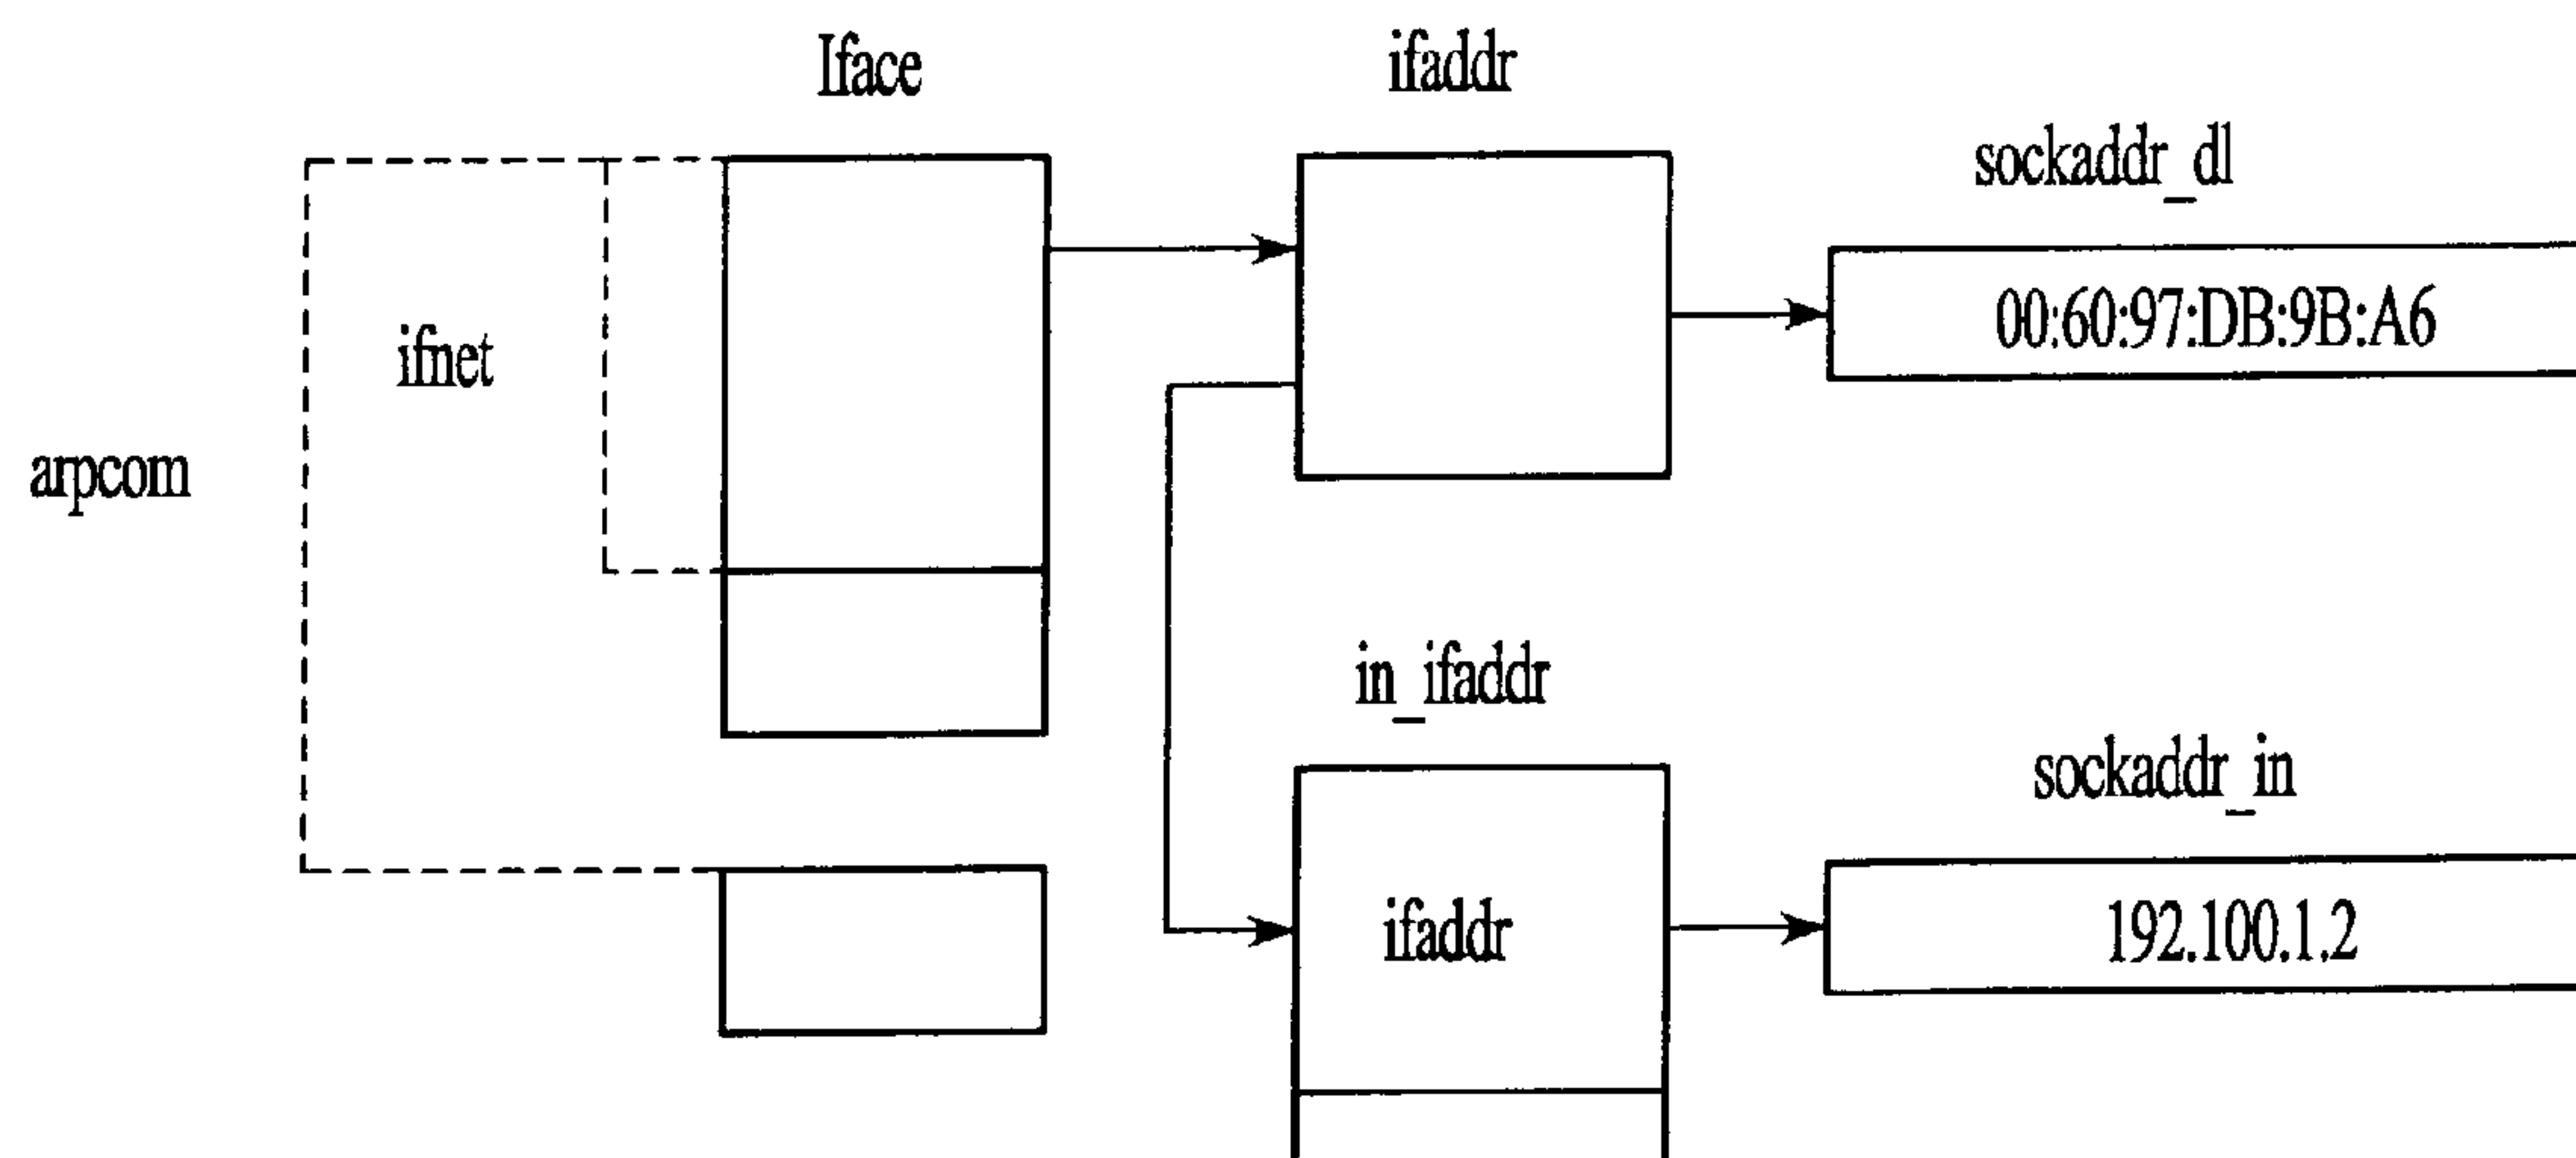 Iface
ifaddr
sockaddr_dl
00:60:97:DB:9B:A6
ifnet
arpcom
in_ifaddr
sockaddr_in
ifaddr
192.100.1.2